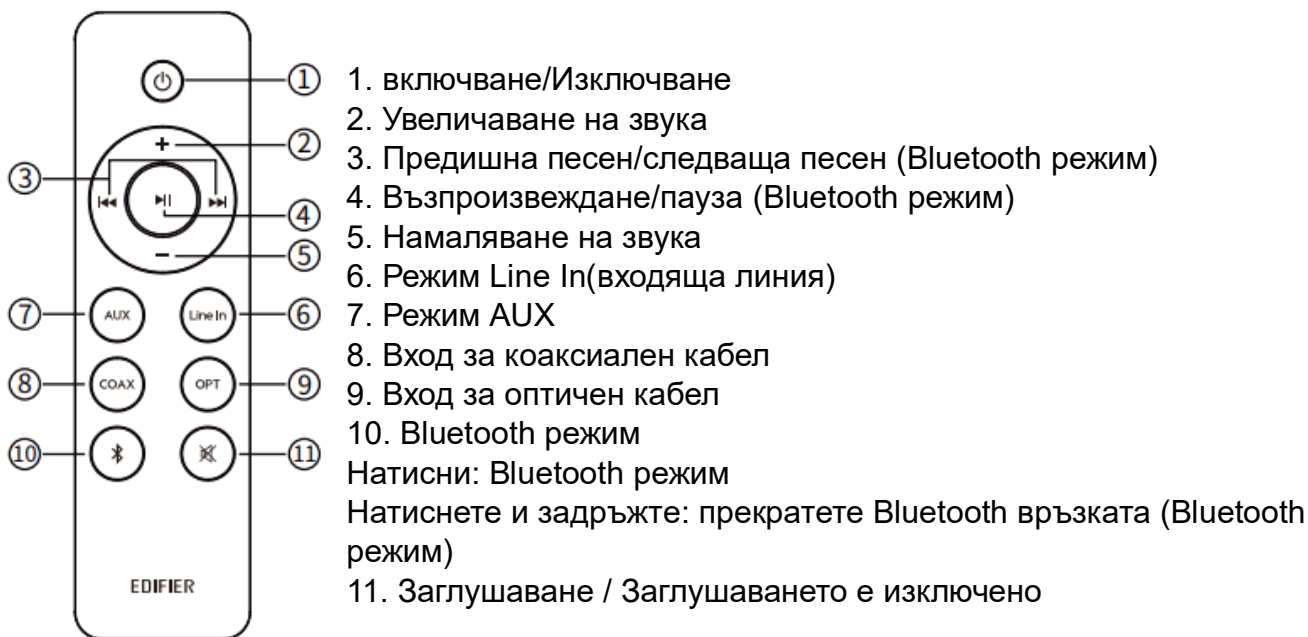 ①
②
③
④
⑤
AUX
Line In
⑦
⑥
COAX
OPT
⑧
⑨
⑩
⑪
EDIFIER
1. включване/Изключване
2. Увеличаване на звука
3. Предишна песен/следваща песен (Bluetooth режим)
4. Възпроизвеждане/пауза (Bluetooth режим)
5. Намаляване на звука
6. Режим Line In(входяща линия)
7. Режим AUX
8. Вход за коаксиален кабел
9. Вход за оптичен кабел
10. Bluetooth режим
Натисни: Bluetooth режим
Натиснете и задръжте: прекратете Bluetooth връзката (Bluetooth
режим)
11. Заглушаване / Заглушаването е изключено